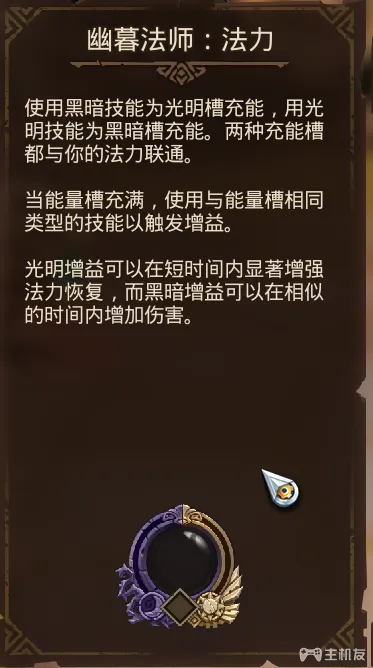 幽暮法师：法力
使用黑暗技能为光明槽充能，用光
明技能为黑暗槽充能。两种充能槽
都与你的法力联通。
当能量槽充满，使用与能量槽相同
类型的技能以触发增益。
光明增益可以在短时间内显著增强
法力恢复，而黑暗增益可以在相似
的时间内增加伤害。
主机友